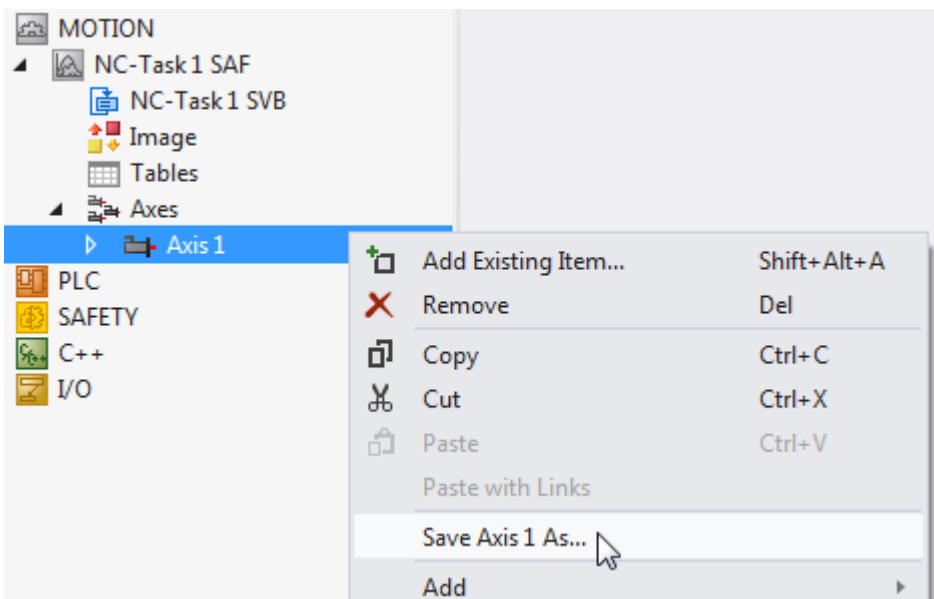 MOTION
NC-Task 1 SAF
NC-Task 1 SVB
Image
Tables
Axes
Axis 1
PLC
SAFETY
C++
I/O
Add Existing Item... Shift+Alt+A
Remove Del
Copy Ctrl+C
Cut Ctrl+X
Paste Ctrl+V
Paste with Links
Save Axis 1 As...
Add